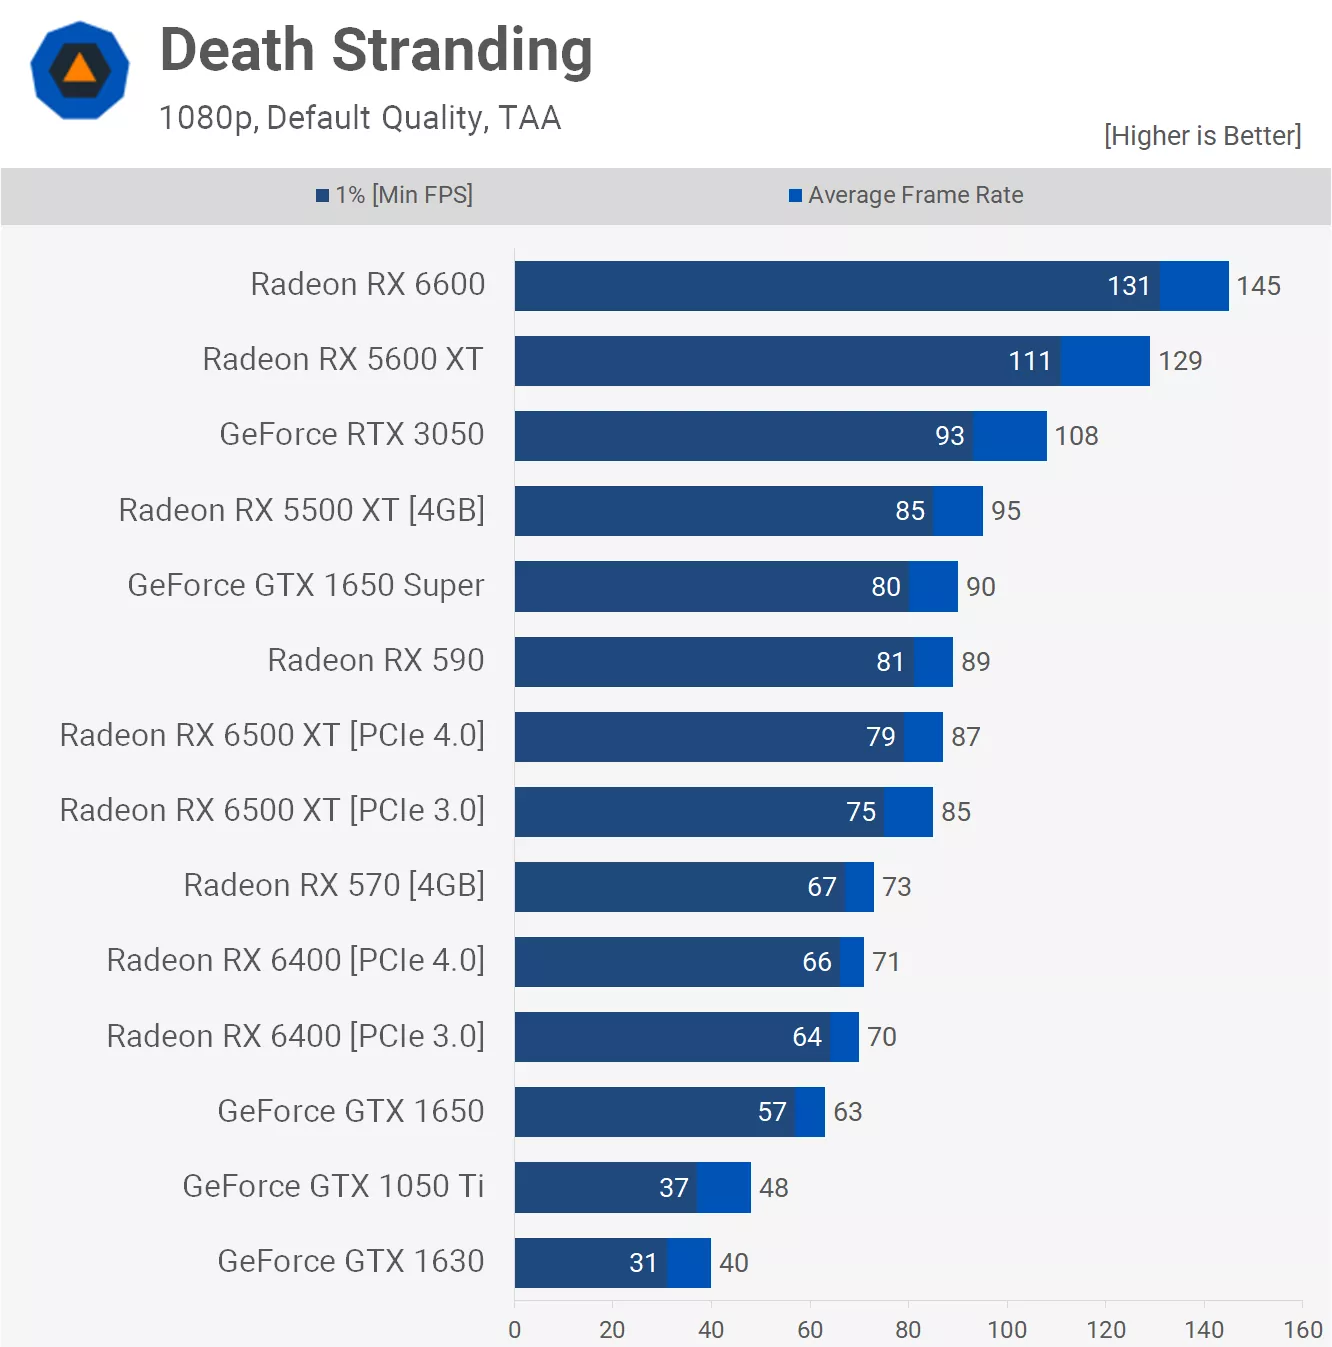 Death Stranding
1080p, Default Quality, TAA
[Higher is Better]
1% [Min FPS] Average Frame Rate
Radeon RX 6600 131 145
Radeon RX 5600 XT 111 129
GeForce RTX 3050 93 108
Radeon RX 5500 XT [4GB] 85 95
GeForce GTX 1650 Super 80 90
Radeon RX 590 81 89
Radeon RX 6500 XT [PCIe 4.0] 79 87
Radeon RX 6500 XT [PCIe 3.0] 75 85
Radeon RX 570 [4GB] 67 73
Radeon RX 6400 [PCIe 4.0] 66 71
Radeon RX 6400 [PCIe 3.0] 64 70
GeForce GTX 1650 57 63
GeForce GTX 1050 Ti 37 48
GeForce GTX 1630 31 40
0 20 40 60 80 100 120 140 160